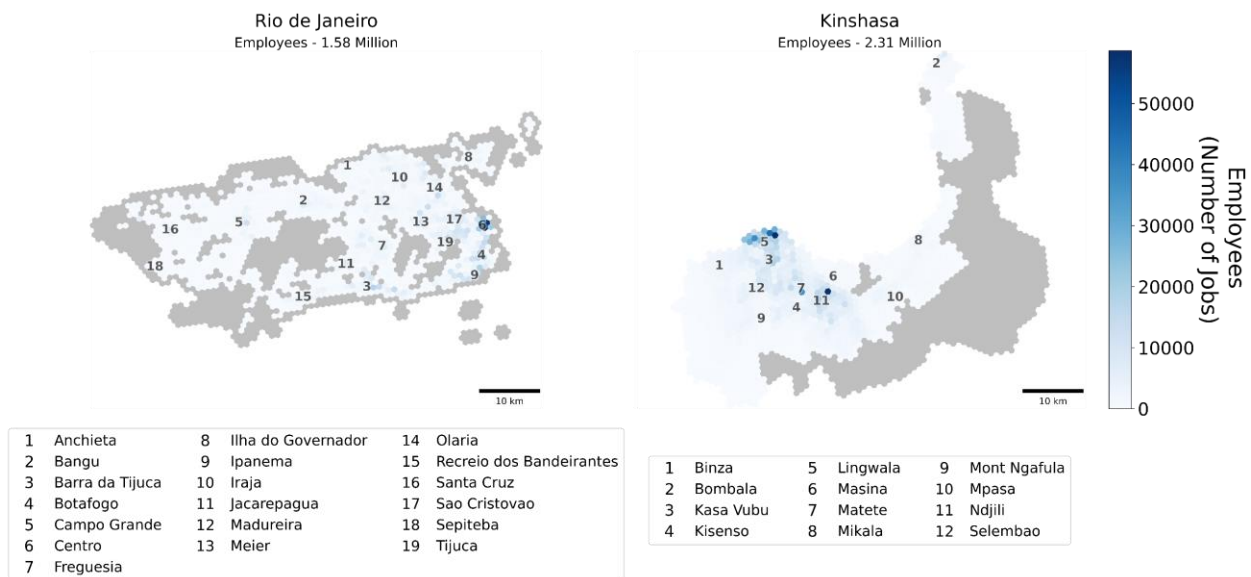 Rio de Janeiro
Employees - 1.58 Million
Kinshasa
Employees - 2.31 Million
1
2
3
4
5
6
7
8
9
10
11
12
13
14
15
16
17
18
19
10 km
1
2
3
4
5
6
7
8
9
10
11
12
10 km
50000
40000
30000
20000
10000
0
Employees
(Number of Jobs)
1 Anchieta
2 Bangu
3 Barra da Tijuca
4 Botafogo
5 Campo Grande
6 Centro
7 Freguesia
8 Ilha do Governador
9 Ipanema
10 Iraja
11 Jacarepagua
12 Madureira
13 Meier
14 Olaria
15 Recreio dos Bandeirantes
16 Santa Cruz
17 Sao Cristovao
18 Sepiteba
19 Tijuca
1 Binza
2 Bombala
3 Kasa Vubu
4 Kisenso
5 Lingwala
6 Masina
7 Matete
8 Mikala
9 Mont Ngafula
10 Mpasa
11 Ndjili
12 Selembao